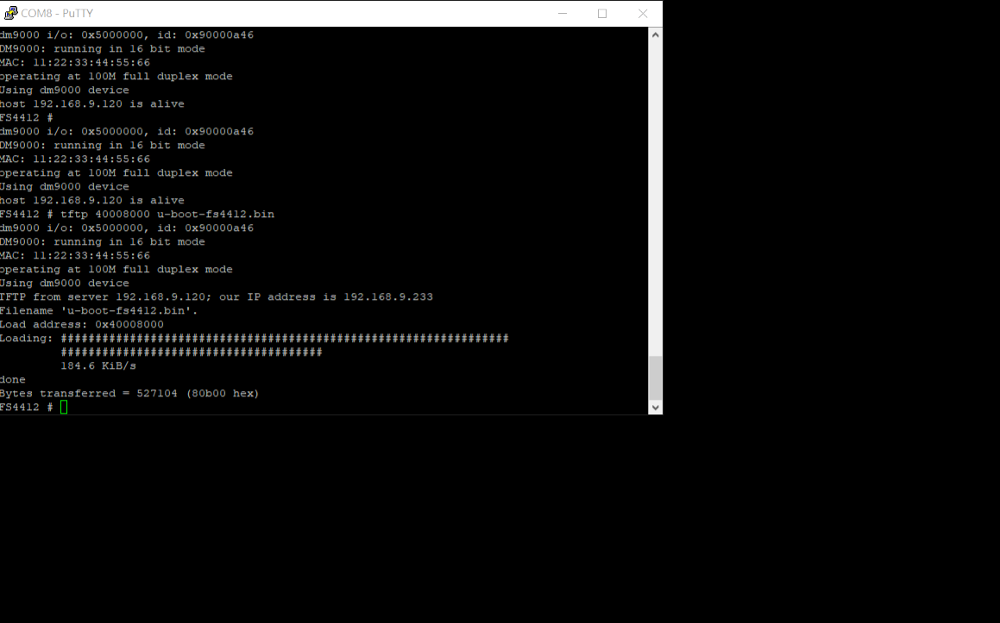 COM8 - PuTTY
dm9000 i/o: 0x5000000, id: 0x90000a46
DM9000: running in 16 bit mode
MAC: 11:22:33:44:55:66
operating at 100M full duplex mode
Using dm9000 device
host 192.168.9.120 is alive
FS4412 #
dm9000 i/o: 0x5000000, id: 0x90000a46
DM9000: running in 16 bit mode
MAC: 11:22:33:44:55:66
operating at 100M full duplex mode
Using dm9000 device
host 192.168.9.120 is alive
FS4412 # tftp 40008000 u-boot-fs4412.bin
dm9000 i/o: 0x5000000, id: 0x90000a46
DM9000: running in 16 bit mode
MAC: 11:22:33:44:55:66
operating at 100M full duplex mode
Using dm9000 device
TFTP from server 192.168.9.120; our IP address is 192.168.9.233
Filename 'u-boot-fs4412.bin'.
Load address: 0x40008000
Loading: #################################################################
######################################
184.6 KiB/s
done
Bytes transferred = 527104 (80b00 hex)
FS4412 #